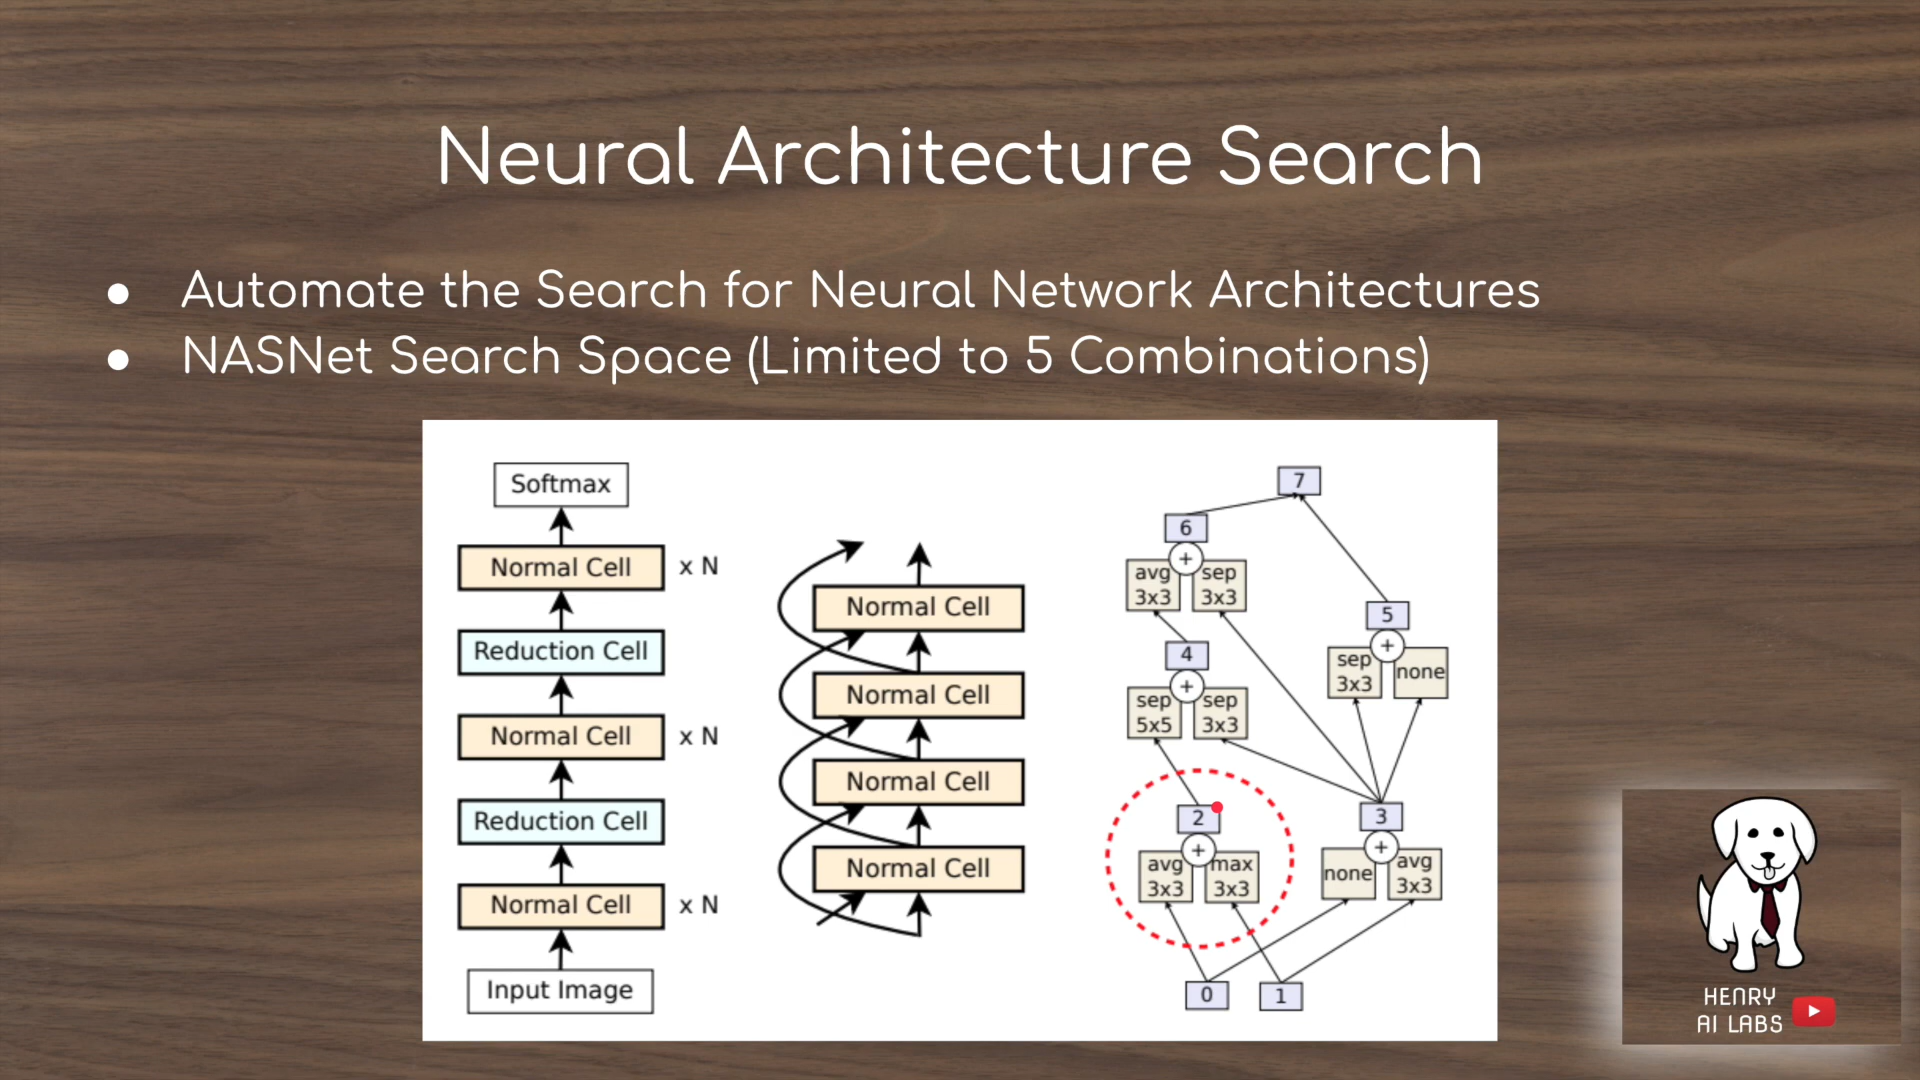 Neural Architecture Search
● Automate the Search for Neural Network Architectures
● NASNet Search Space (Limited to 5 Combinations)
Softmax
Normal Cell x N
Reduction Cell
Normal Cell x N
Reduction Cell
Normal Cell x N
Input Image
Normal Cell
Normal Cell
Normal Cell
Normal Cell
7
6
+
avg 3x3
sep 3x3
5
+
sep 3x3
none
4
+
sep 5x5
sep 3x3
2
+
avg 3x3
max 3x3
3
+
none
avg 3x3
0
1
HENRY
AI LABS